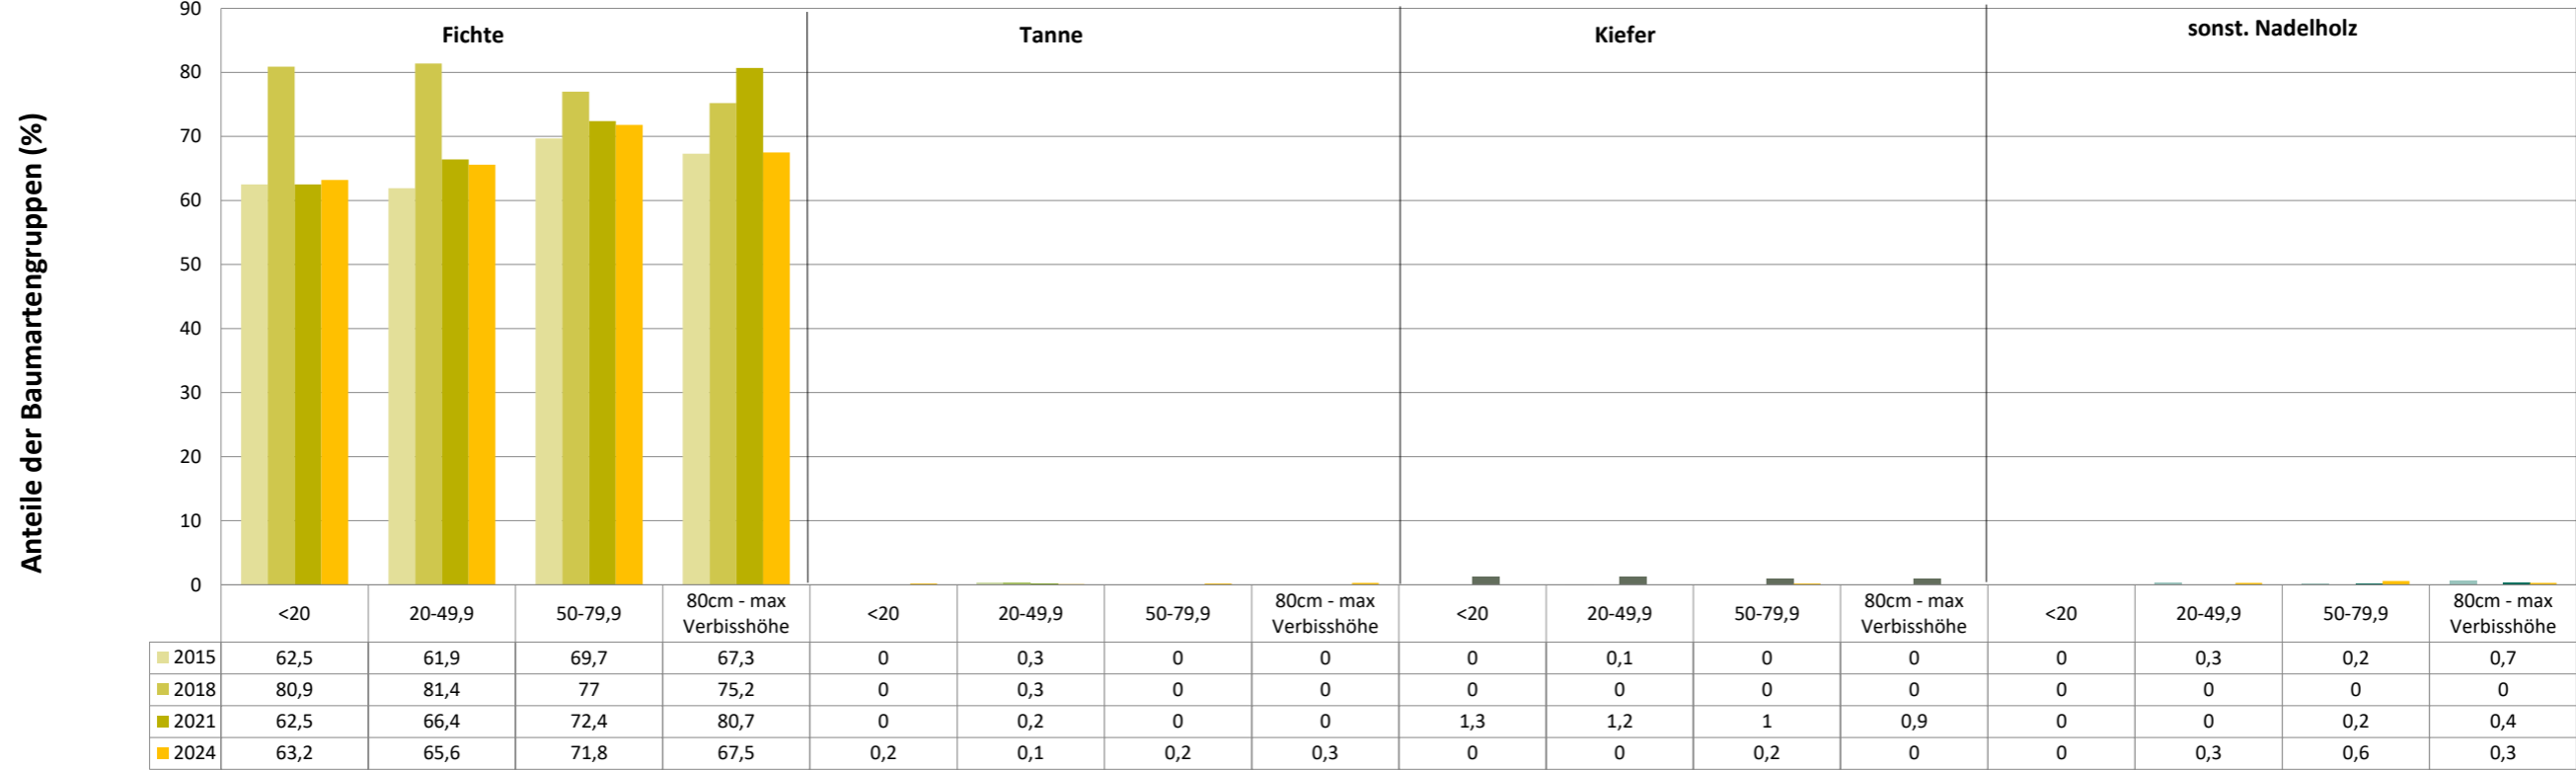 Anteile der Baumartengruppen (%)
90
80
70
60
50
40
30
20
10
0
Fichte
Tanne
Kiefer
sonst. Nadelholz
<20 20-49,9 50-79,9 80cm - max Verbisshöhe <20 20-49,9 50-79,9 80cm - max Verbisshöhe <20 20-49,9 50-79,9 80cm - max Verbisshöhe <20 20-49,9 50-79,9 80cm - max Verbisshöhe
2015 62,5 61,9 69,7 67,3 0 0,3 0 0 0 0,1 0 0 0 0,3 0,2 0,7
2018 80,9 81,4 77 75,2 0 0,3 0 0 0 0 0 0 0 0 0 0
2021 62,5 66,4 72,4 80,7 0 0,2 0 0 1,3 1,2 1 0,9 0 0 0,2 0,4
2024 63,2 65,6 71,8 67,5 0,2 0,1 0,2 0,3 0 0 0,2 0 0 0,3 0,6 0,3